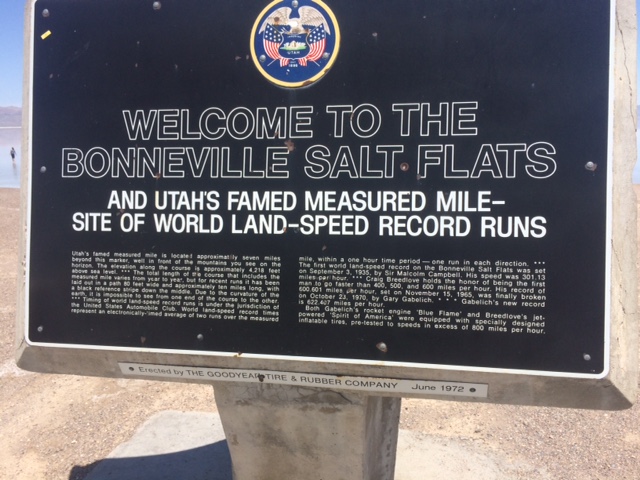 UTAH
WELCOME TO THE
BONNEVILLE SALT FLATS
AND UTAH'S FAMED MEASURED MILE-
SITE OF WORLD LAND-SPEED RECORD RUNS
Utah's famed measured mile is located approximately seven miles
beyond this marker, well in front of the mountains you see on the
horizon. The elevation along the course is approximately 4,218 feet
above sea level. *** The total length of the course that includes the
measured mile varies from year to year, but for recent runs it had been
laid out in a path 80 feet wide and approximately ten miles long, with
a black reference stripe down the middle. Due to the curvature of the
earth, it is impossible to see from one end of the course to the other.
*** Timing of world land-speed record runs is under the jurisdiction of
the United States Automobile Club. World land-speed record times
represent an electronically-timed average of two runs over the measured
mile, within a one hour time period — one run in each direction. ***
The first world land-speed record on the Bonneville Salt Flats was set
on September 3, 1935, by Sir Malcolm Campbell. His speed was 301.13
miles per hour. *** Craig Breedlove holds the honor of being the first
man to go faster than 400, 500, and 600 miles per hour. His record of
600.601 miles per hour, set on November 15, 1965, was finally broken
on October 23, 1970, by Gary Gabelich. *** Gabelich's new record
is 622.407 miles per hour.
Both Gabelich's rocket engine 'Blue Flame' and Breedlove's jet-
powered 'Spirit of America' were equipped with specially designed
inflatable tires, pre-tested to speeds in excess of 800 miles per hour.
Erected by THE GOODYEAR TIRE & RUBBER COMPANY June 1972